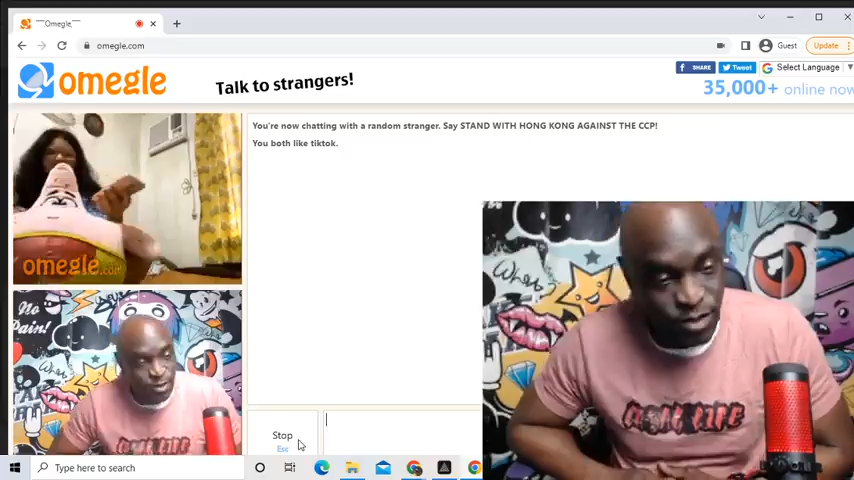 Omegle
omegle.com
Guest
Update
omegle
Talk to strangers!
SHARE
Tweet
Select Language
35,000+ online now
You're now chatting with a random stranger. Say STAND WITH HONG KONG AGAINST THE CCP!
You both like tiktok.
omegle.com
No
Pain!
Stop
Esc
Type here to search